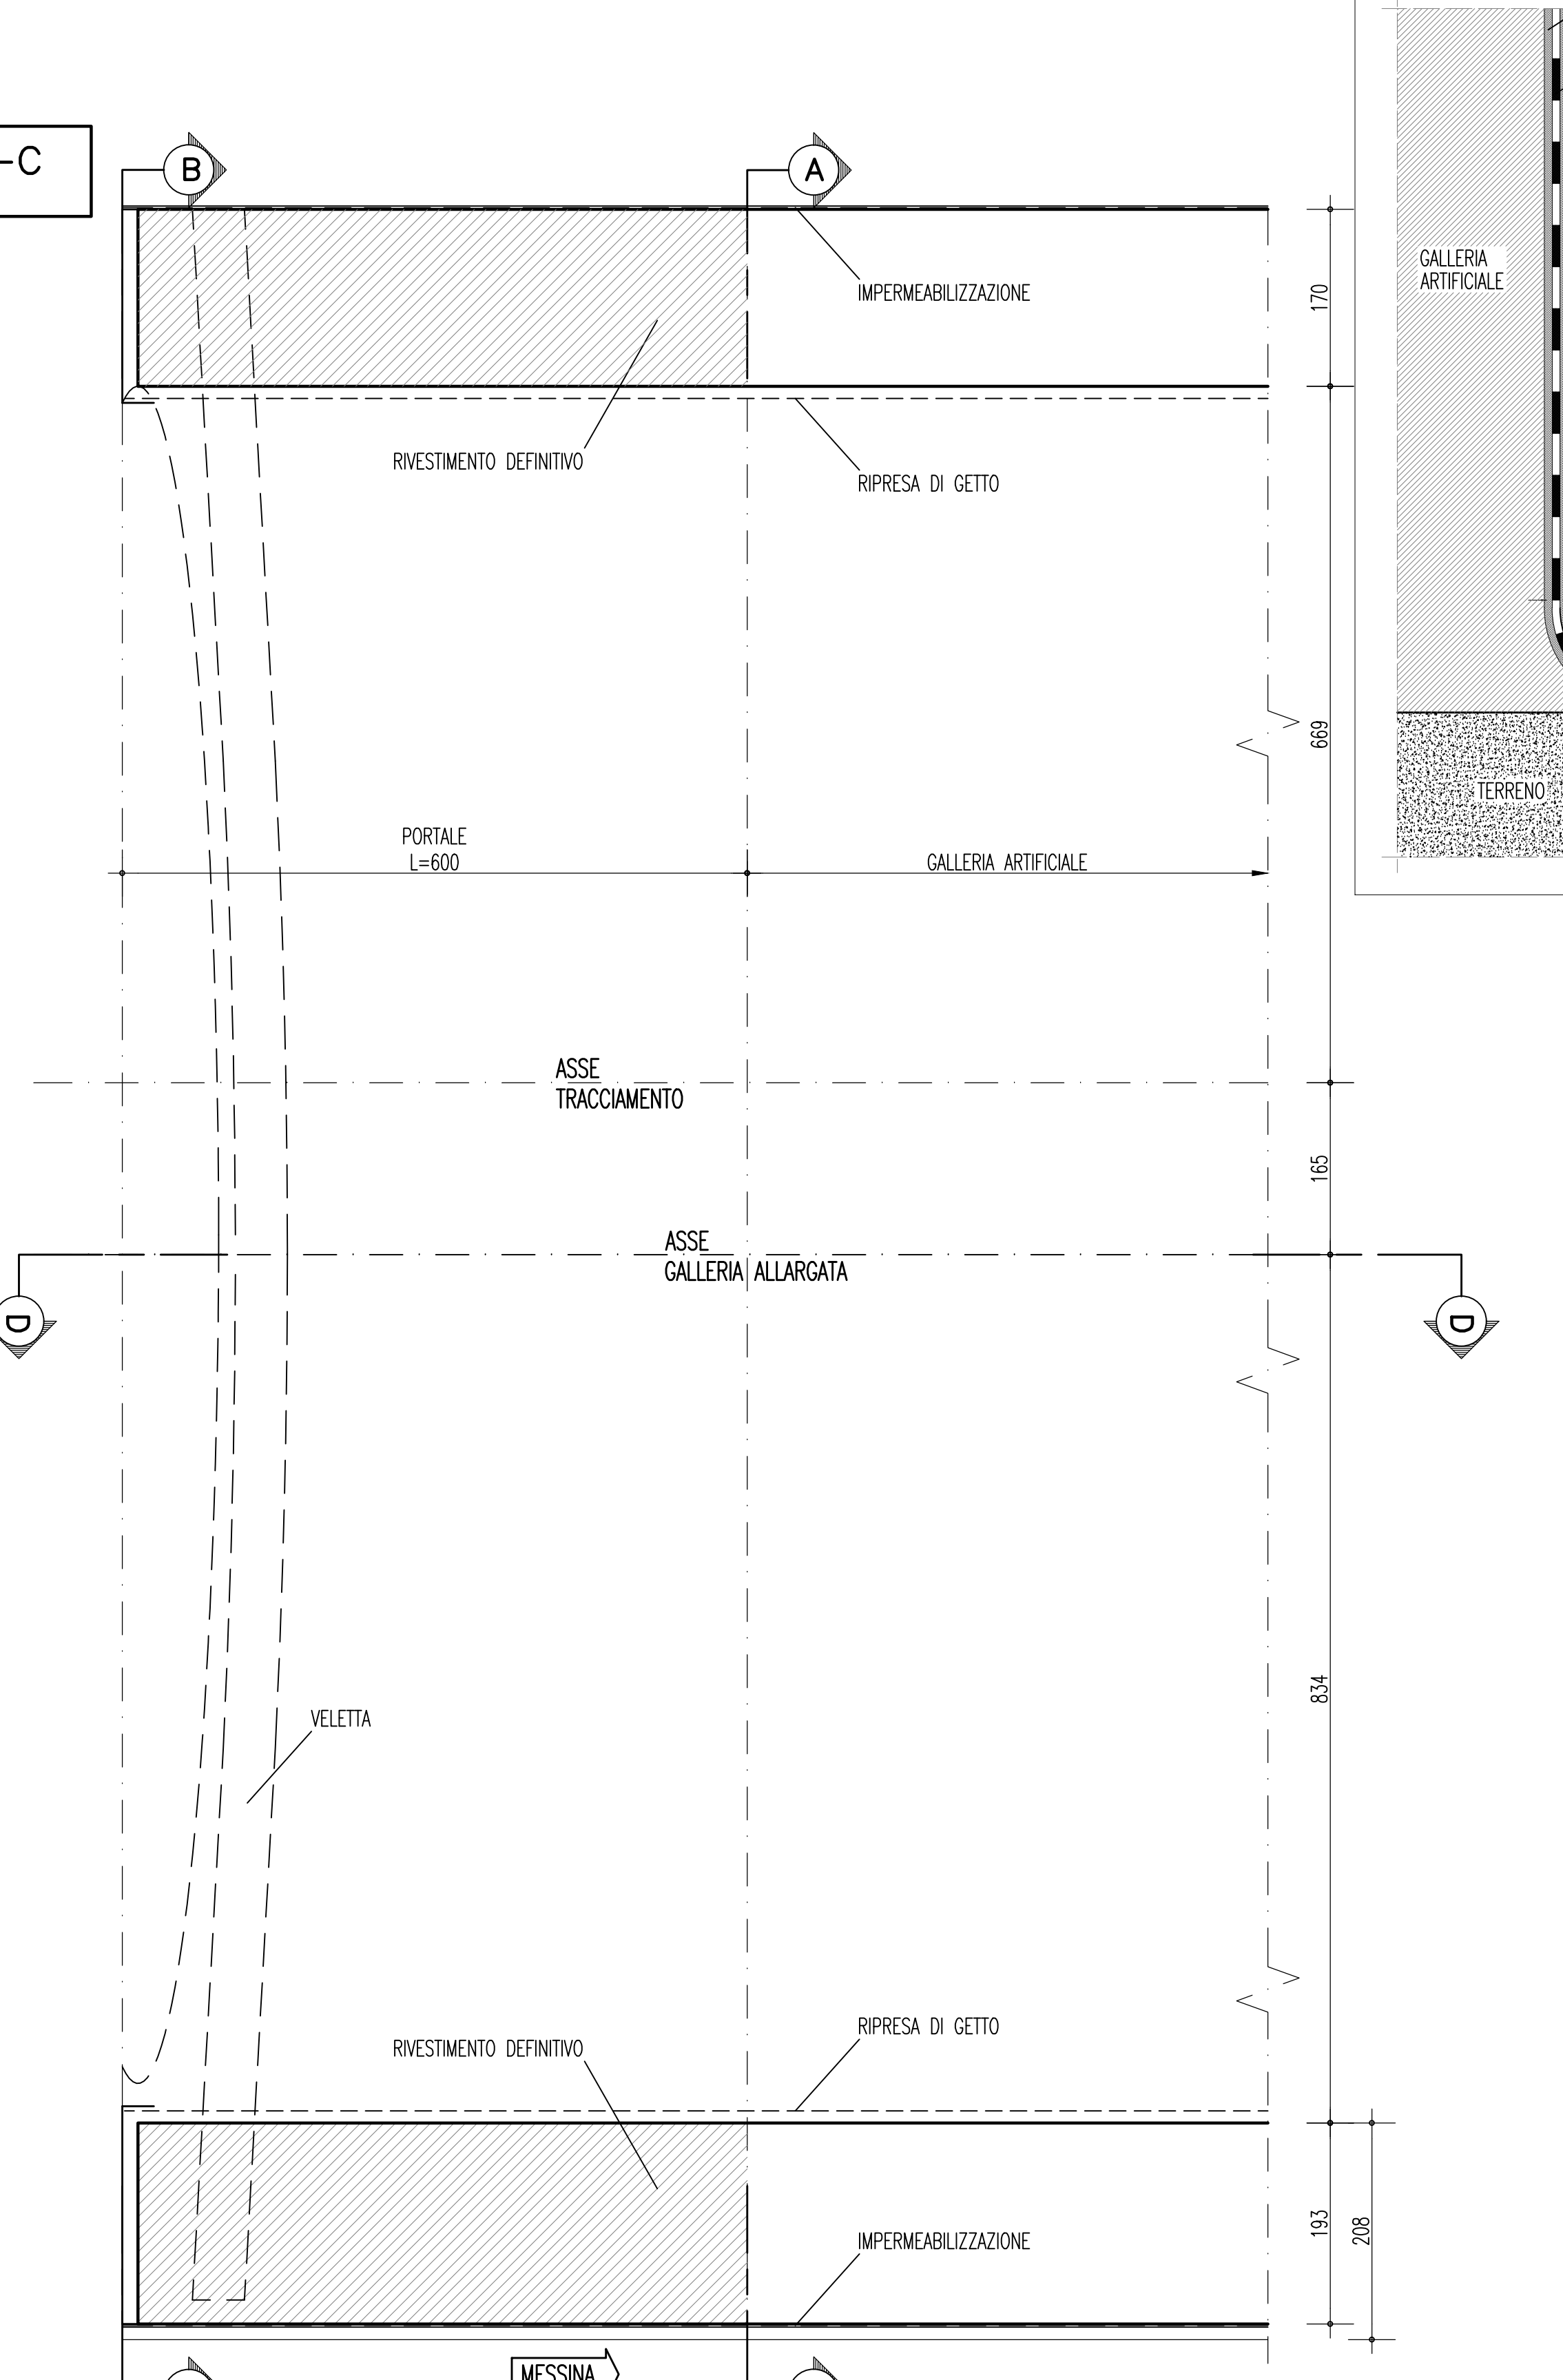 -C
B
A
IMPERMEABILIZZAZIONE
170
GALLERIA
ARTIFICIALE
RIVESTIMENTO DEFINITIVO
RIPRESA DI GETTO
669
TERRENO
PORTALE
L=600
GALLERIA ARTIFICIALE
ASSE
TRACCIAMENTO
165
ASSE
GALLERIA ALLARGATA
D
D
834
VELETTA
RIPRESA DI GETTO
RIVESTIMENTO DEFINITIVO
193
208
IMPERMEABILIZZAZIONE
MESSINA